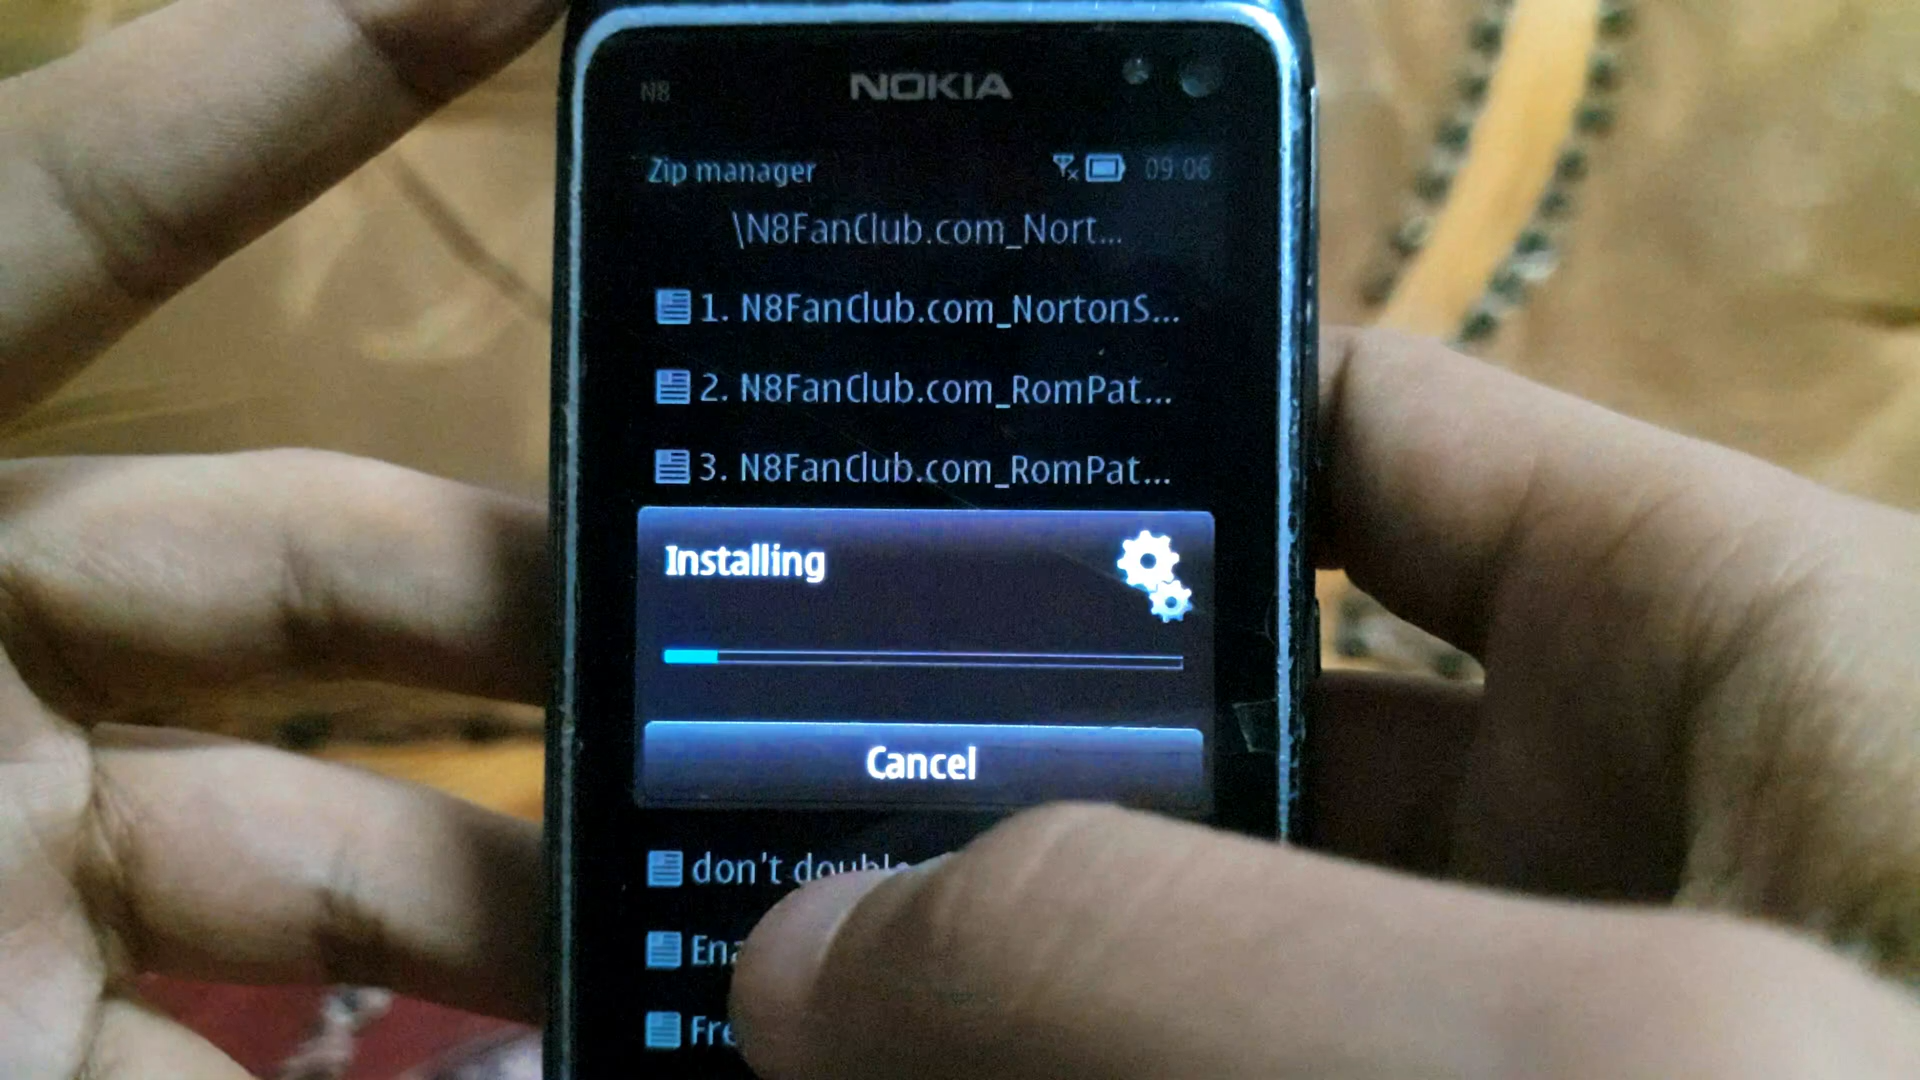 N8 NOKIA
Zip manager 09:06
\N8FanClub.com_Nort...
1. N8FanClub.com_NortonS...
2. N8FanClub.com_RomPat...
3. N8FanClub.com_RomPat...
Installing
Cancel
don't